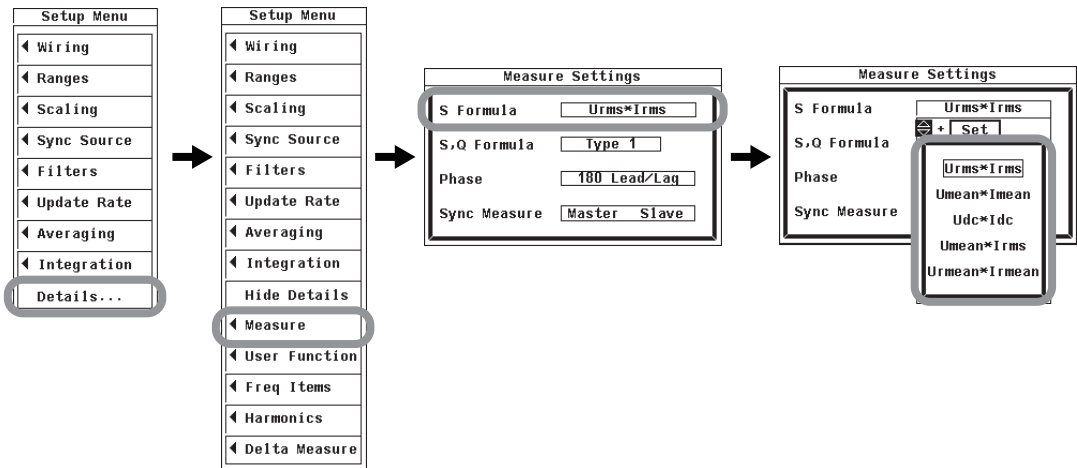 Setup Menu
Wiring
Ranges
Scaling
Sync Source
Filters
Update Rate
Averaging
Integration
Details...
Setup Menu
Wiring
Ranges
Scaling
Sync Source
Filters
Update Rate
Averaging
Integration
Hide Details
Measure
User Function
Freq Items
Harmonics
Delta Measure
Measure Settings
S Formula Urms*Irms
S,Q Formula Type 1
Phase 180 Lead/Lag
Sync Measure Master Slave
Measure Settings
S Formula Urms*Irms
+ Set
S,Q Formula
Phase
Sync Measure
Urms*Irms
Umean*Imean
Udc*Idc
Umean*Irms
Urmean*Irmean